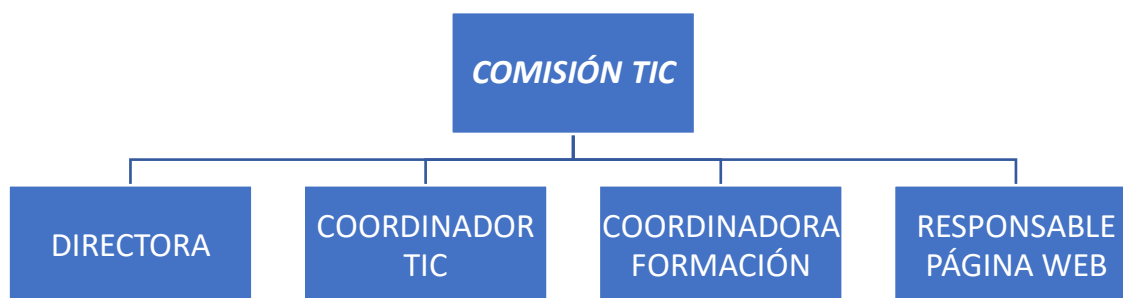 COMISIÓN TIC
DIRECTORA
COORDINADOR
TIC
COORDINADORA
FORMACIÓN
RESPONSABLE
PÁGINA WEB